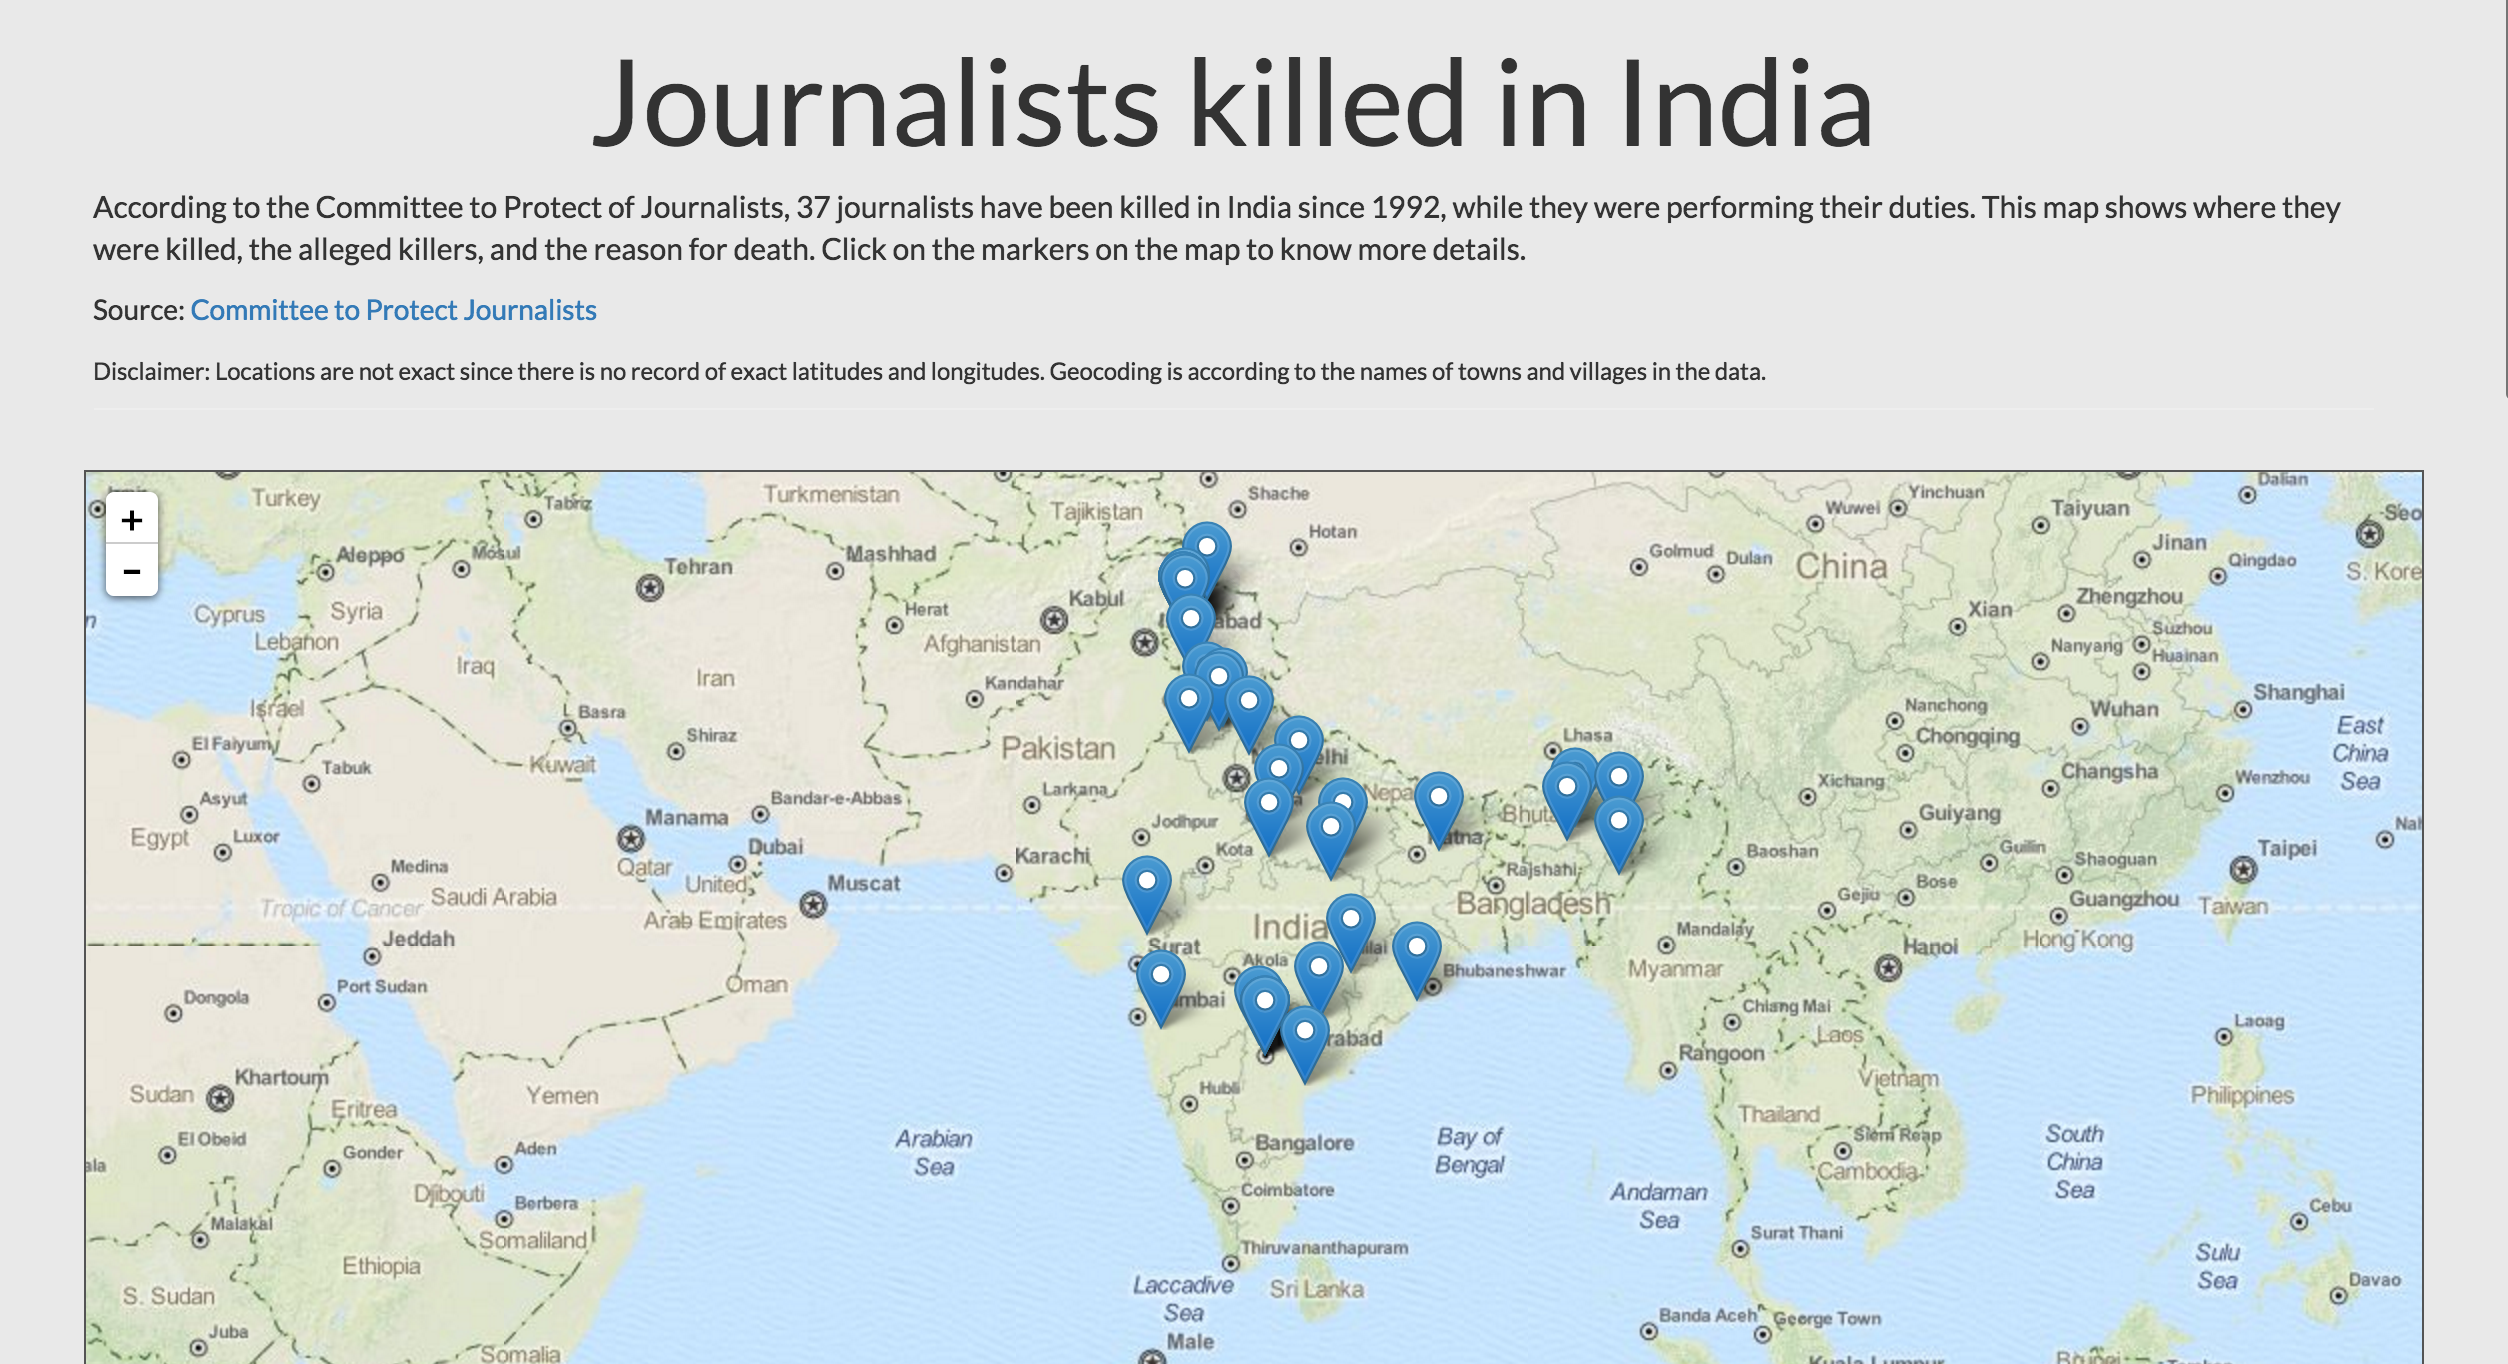 Journalists killed in India
According to the Committee to Protect of Journalists, 37 journalists have been killed in India since 1992, while they were performing their duties. This map shows where they
were killed, the alleged killers, and the reason for death. Click on the markers on the map to know more details.
Source: Committee to Protect Journalists
Disclaimer: Locations are not exact since there is no record of exact latitudes and longitudes. Geocoding is according to the names of towns and villages in the data.
+
−
Turkey
Tabriz
Turkmenistan
Tajikistan
Shache
Hotan
Wuwei
Yinchuan
Taiyuan
Dalian
Aleppo
Mosul
Tehran
Mashhad
Golmud
Dulan
China
Jinan
Qingdao
S. Kore
Cyprus
Syria
Lebanon
Herat
Kabul
Afghanistan
Xian
Zhengzhou
Suzhou
Nanyang
Huainan
Iraq
Iran
Kandahar
Israel
Basra
Shiraz
Nanchong
Wuhan
Shanghai
El Faiyum
Kuwait
Pakistan
Lhasa
Chongqing
East
China
Sea
Tabuk
Larkana
Xichang
Changsha
Wenzhou
Asyut
Bandar-e-Abbas
Nepa
Egypt
Luxor
Manama
Dubai
Jodhpur
Guiyang
Qatar
Kota
Karachi
Rajshahi
Baoshan
Guilin
Shaoguan
Taipei
Medina
Saudi Arabia
United
Arab Emirates
Muscat
Tropic of Cancer
Bangladesh
Gejiu
Bose
Guangzhou
Taiwan
India
Jeddah
Surat
Mandalay
Hanoi
Hong Kong
Akola
Bhubaneshwar
Myanmar
Oman
Dongola
Port Sudan
mbai
Chiang Mai
Laos
Laoag
rabad
Rangoon
Khartoum
Sudan
Eritrea
Yemen
Hubli
Vietnam
Philippines
Thailand
El Obeid
Gonder
Aden
Arabian
Sea
Bangalore
Bay of
Bengal
Siem Reap
Cambodia
South
China
Sea
Djibouti
Berbera
Coimbatore
Andaman
Sea
Malakal
Somaliland
Surat Thani
Cebu
Ethiopia
Thiruvananthapuram
Sulu
Sea
Laccadive
Sea
Sri Lanka
Davao
S. Sudan
Banda Aceh
George Town
Juba
Male
Somalia